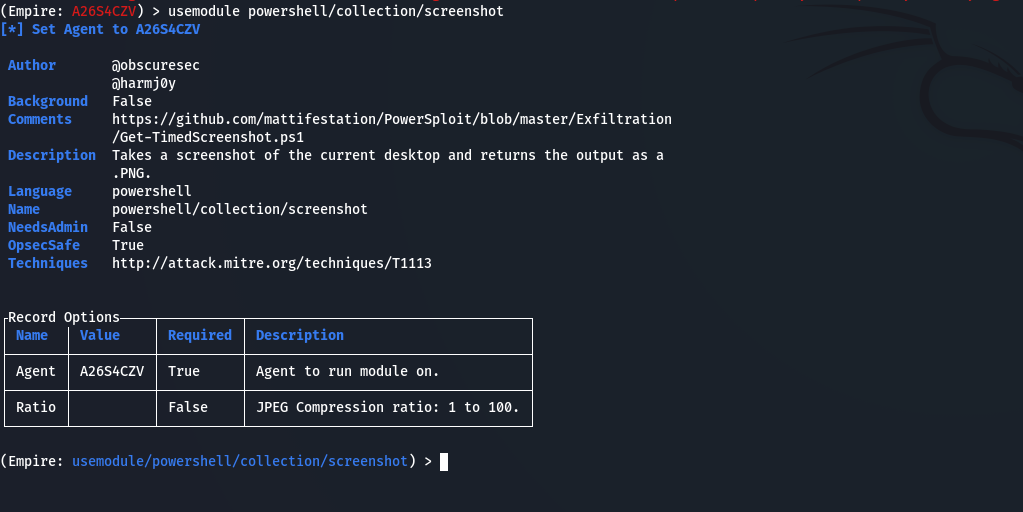 (Empire: A26S4CZV) > usemodule powershell/collection/screenshot
[*] Set Agent to A26S4CZV
Author @obscuresec
@harmj0y
Background False
Comments https://github.com/mattifestation/PowerSploit/blob/master/Exfiltration
/Get-TimedScreenshot.ps1
Description Takes a screenshot of the current desktop and returns the output as a
.PNG.
Language powershell
Name powershell/collection/screenshot
NeedsAdmin False
OpsecSafe True
Techniques http://attack.mitre.org/techniques/T1113
Record Options
Name Value Required Description
Agent A26S4CZV True Agent to run module on.
Ratio False JPEG Compression ratio: 1 to 100.
(Empire: usemodule/powershell/collection/screenshot) >